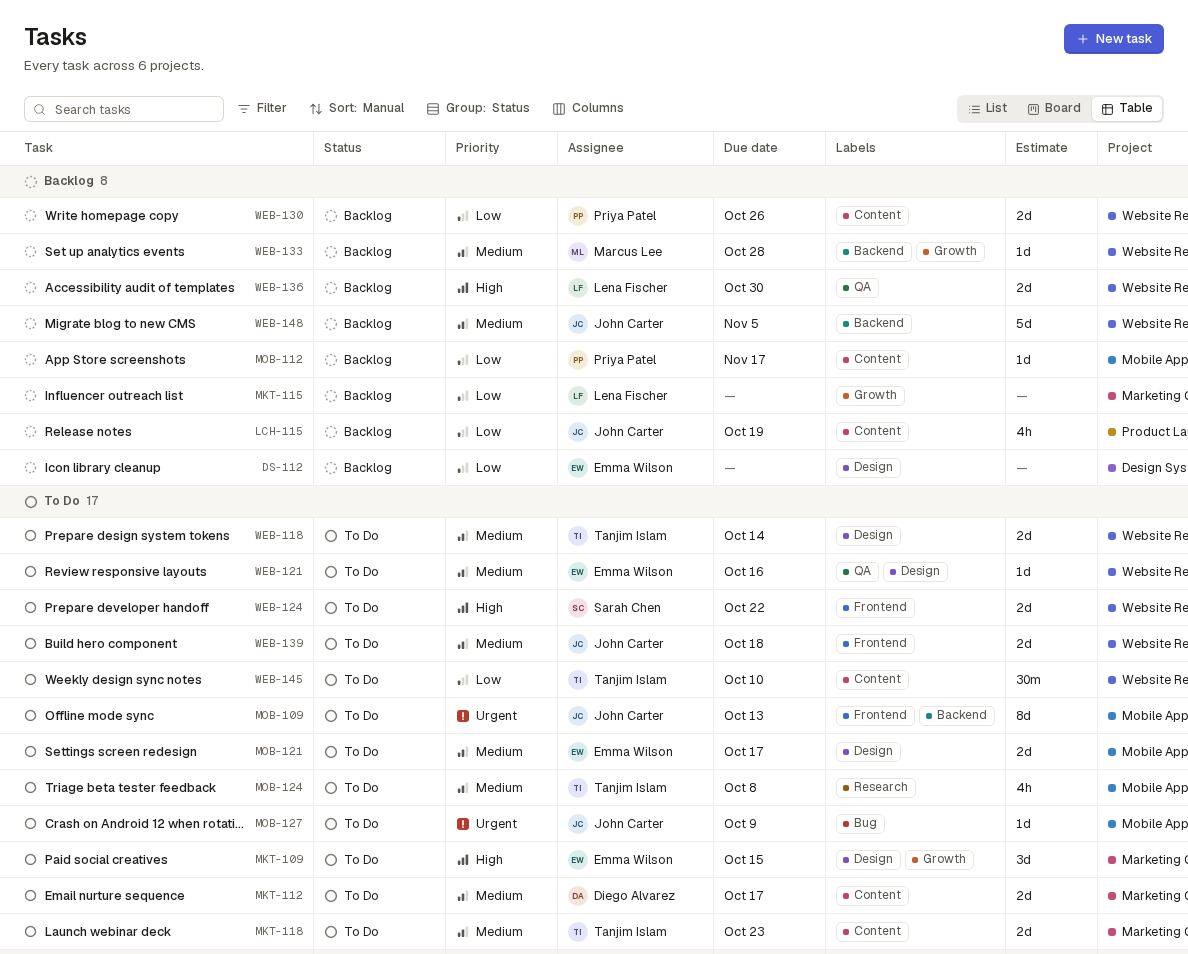 Tasks
New task
Every task across 6 projects.
Search tasks Filter Sort: Manual Group: Status Columns List Board Table
Task Status Priority Assignee Due date Labels Estimate Project
Backlog 8
Write homepage copy WEB-130 Backlog Low PP Priya Patel Oct 26 Content 2d Website Re
Set up analytics events WEB-133 Backlog Medium ML Marcus Lee Oct 28 Backend Growth 1d Website Re
Accessibility audit of templates WEB-136 Backlog High LF Lena Fischer Oct 30 QA 2d Website Re
Migrate blog to new CMS WEB-148 Backlog Medium JC John Carter Nov 5 Backend 5d Website Re
App Store screenshots MOB-112 Backlog Low PP Priya Patel Nov 17 Content 1d Mobile App
Influencer outreach list MKT-115 Backlog Low LF Lena Fischer — Growth — Marketing C
Release notes LCH-115 Backlog Low JC John Carter Oct 19 Content 4h Product La
Icon library cleanup DS-112 Backlog Low EW Emma Wilson — Design — Design Sys
To Do 17
Prepare design system tokens WEB-118 To Do Medium TI Tanjim Islam Oct 14 Design 2d Website Re
Review responsive layouts WEB-121 To Do Medium EW Emma Wilson Oct 16 QA Design 1d Website Re
Prepare developer handoff WEB-124 To Do High SC Sarah Chen Oct 22 Frontend 2d Website Re
Build hero component WEB-139 To Do Medium JC John Carter Oct 18 Frontend 2d Website Re
Weekly design sync notes WEB-145 To Do Low TI Tanjim Islam Oct 10 Content 30m Website Re
Offline mode sync MOB-109 To Do Urgent JC John Carter Oct 13 Frontend Backend 8d Mobile App
Settings screen redesign MOB-121 To Do Medium EW Emma Wilson Oct 17 Design 2d Mobile App
Triage beta tester feedback MOB-124 To Do Medium TI Tanjim Islam Oct 8 Research 4h Mobile App
Crash on Android 12 when rotati... MOB-127 To Do Urgent JC John Carter Oct 9 Bug 1d Mobile App
Paid social creatives MKT-109 To Do High EW Emma Wilson Oct 15 Design Growth 3d Marketing C
Email nurture sequence MKT-112 To Do Medium DA Diego Alvarez Oct 17 Content 2d Marketing C
Launch webinar deck MKT-118 To Do Medium TI Tanjim Islam Oct 23 Content 2d Marketing C